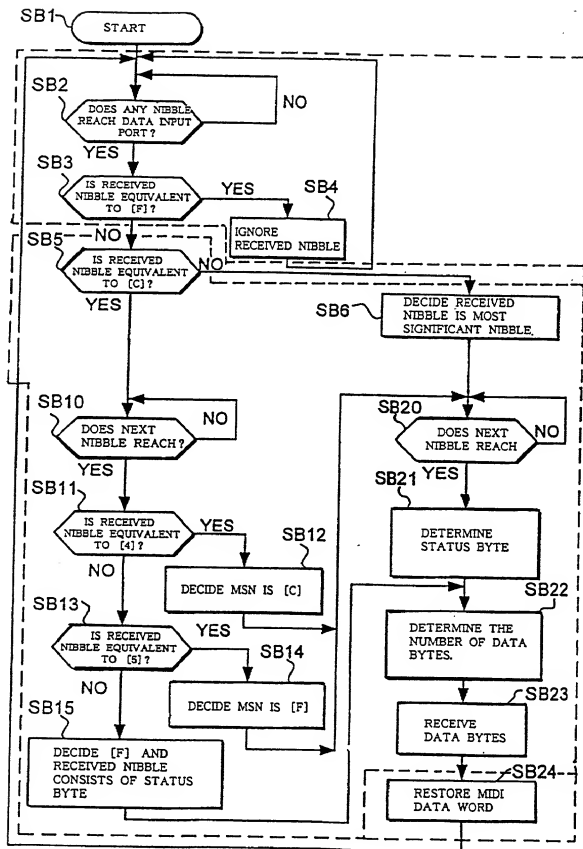 SB1
START
SB2
DOES ANY NIBBLE
REACH DATA INPUT
PORT?
NO
YES
SB3
IS RECEIVED
NIBBLE EQUIVALENT
TO [F]?
YES
SB4
IGNORE
RECEIVED NIBBLE
NO
SB5
IS RECEIVED
NIBBLE EQUIVALENT
TO [C]?
NO
YES
SB6
DECIDE RECEIVED
NIBBLE IS MOST
SIGNIFICANT NIBBLE.
SB10
DOES NEXT
NIBBLE REACH?
NO
YES
SB20
DOES NEXT
NIBBLE REACH
NO
YES
SB11
IS RECEIVED
NIBBLE EQUIVALENT
TO [4]?
YES
SB12
DECIDE MSN IS [C]
NO
SB21
DETERMINE
STATUS BYTE
SB13
IS RECEIVED
NIBBLE EQUIVALENT
TO [5]?
YES
SB14
DECIDE MSN IS [F]
NO
SB22
DETERMINE THE
NUMBER OF DATA
BYTES.
SB15
DECIDE [F] AND
RECEIVED NIBBLE
CONSISTS OF STATUS
BYTE
SB23
RECEIVE
DATA BYTES
SB24
RESTORE MIDI
DATA WORD